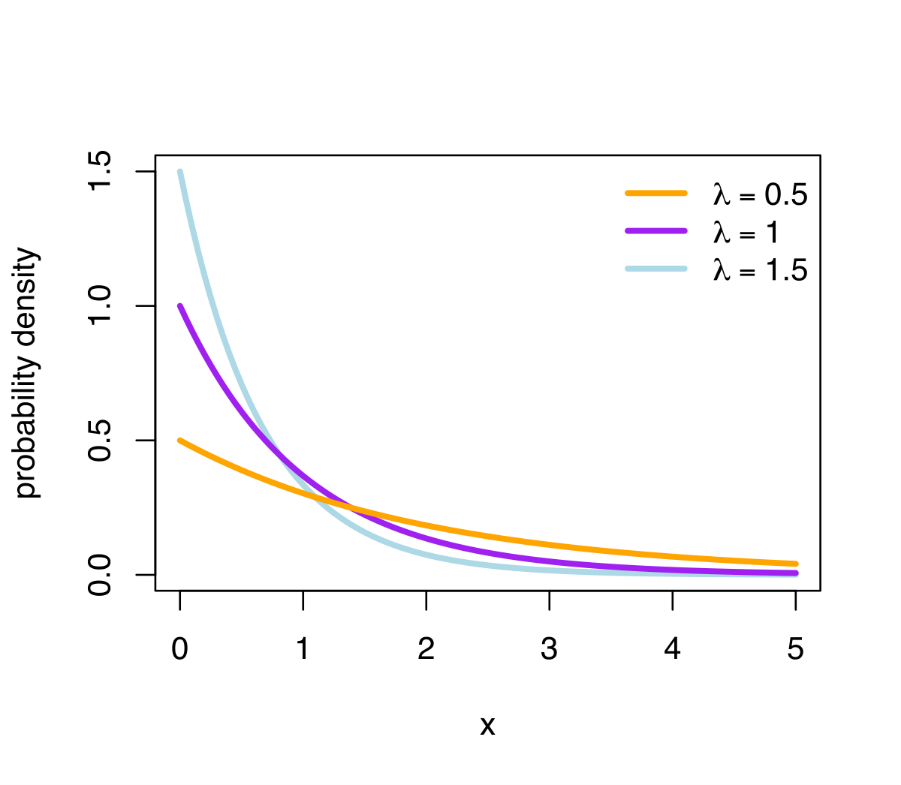 λ = 0.5
λ = 1
λ = 1.5
probability density
0.0 0.5 1.0 1.5
0 1 2 3 4 5
x